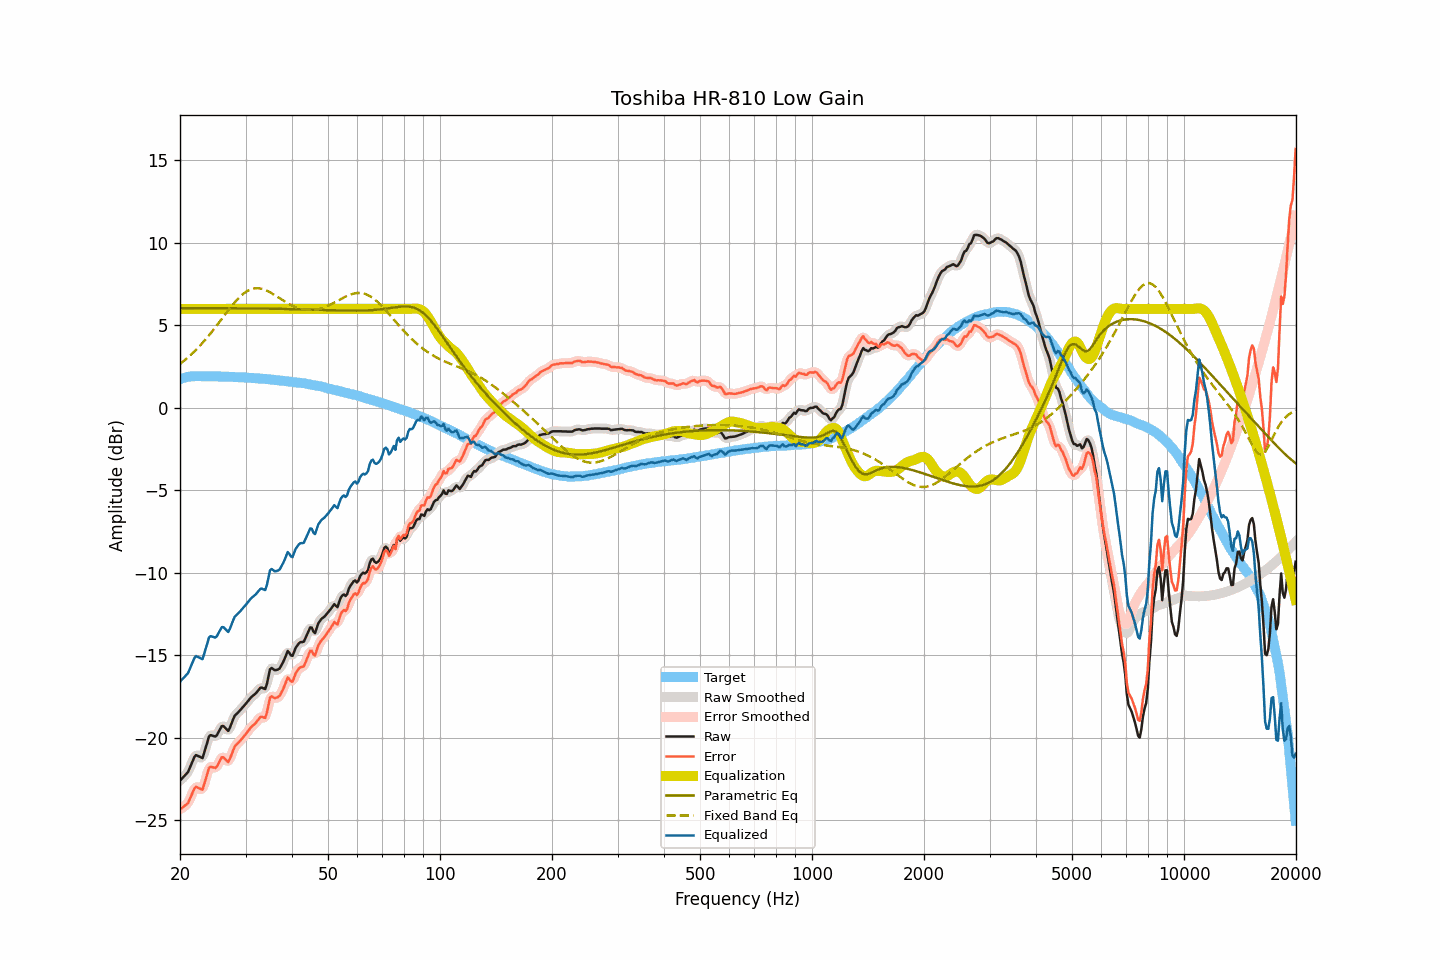 Toshiba HR-810 Low Gain
Amplitude (dBr)
15
10
5
0
−5
−10
−15
−20
−25
Target
Raw Smoothed
Error Smoothed
Raw
Error
Equalization
Parametric Eq
Fixed Band Eq
Equalized
20 50 100 200 500 1000 2000 5000 10000 20000
Frequency (Hz)